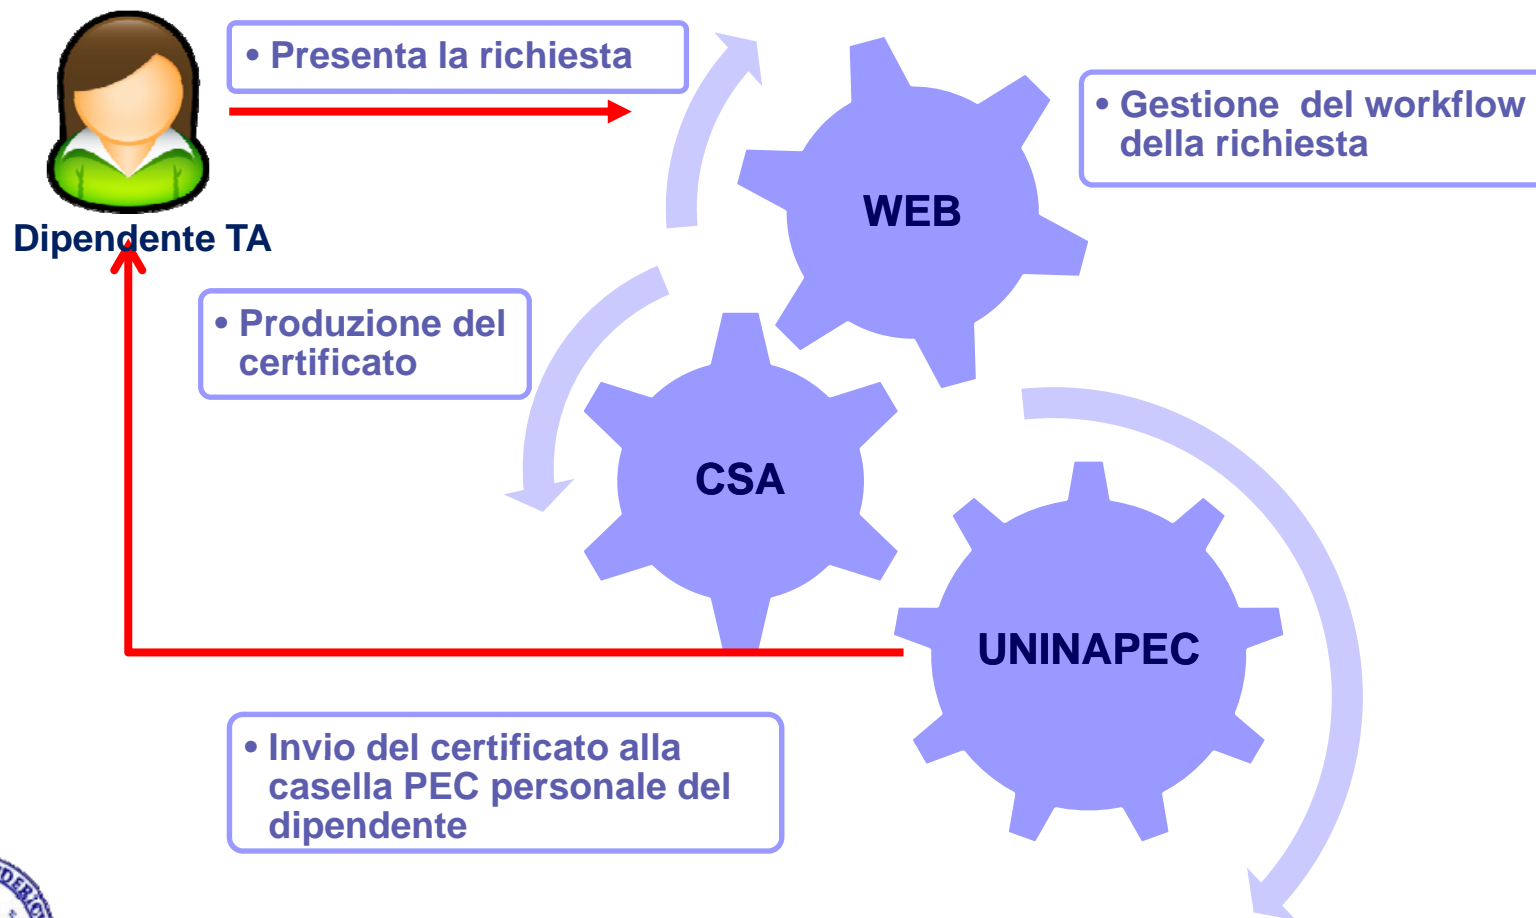 • Presenta la richiesta
• Gestione del workflow
della richiesta
WEB
Dipendente TA
• Produzione del
certificato
CSA
UNINAPEC
• Invio del certificato alla
casella PEC personale del
dipendente